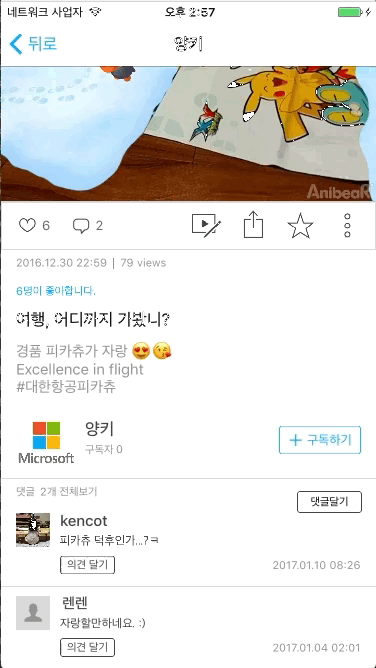 네트워크 사업자 오후 2:57
뒤로 양키
AnibeaR
6 2
2016.12.30 22:59 | 79 views
6명이 좋아합니다.
여행, 어디까지 가봤니?
경품 피카츄가 자랑 😍😘
Excellence in flight
#대한항공피카츄
양키
구독자 0
Microsoft
+ 구독하기
댓글 2개 전체보기
댓글달기
kencot
피카츄 덕후인가...?ㅋ
의견 달기 2017.01.10 08:26
렌렌
자랑할만하네요. :)
의견 달기 2017.01.04 02:01